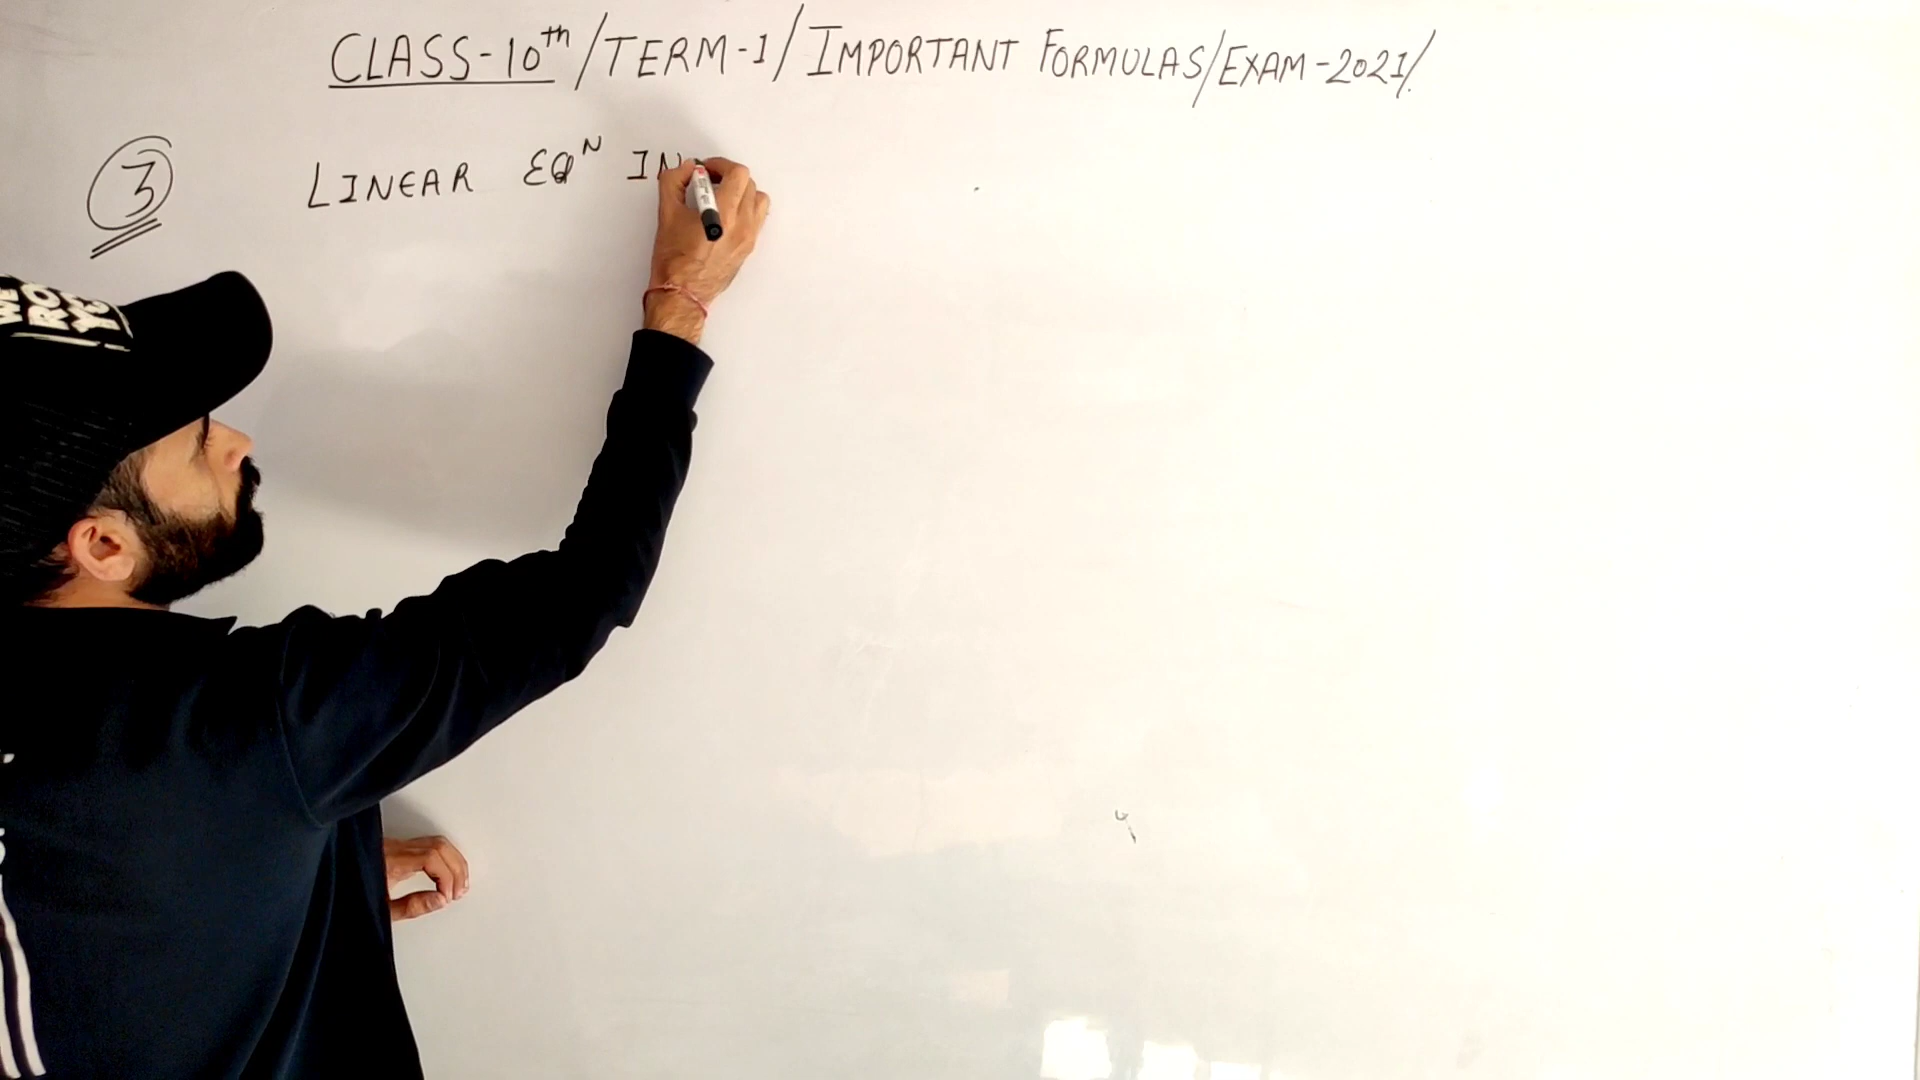 CLASS-10th/TERM-1/IMPORTANT FORMULAS/EXAM-2021/
3 LINEAR EQN IN